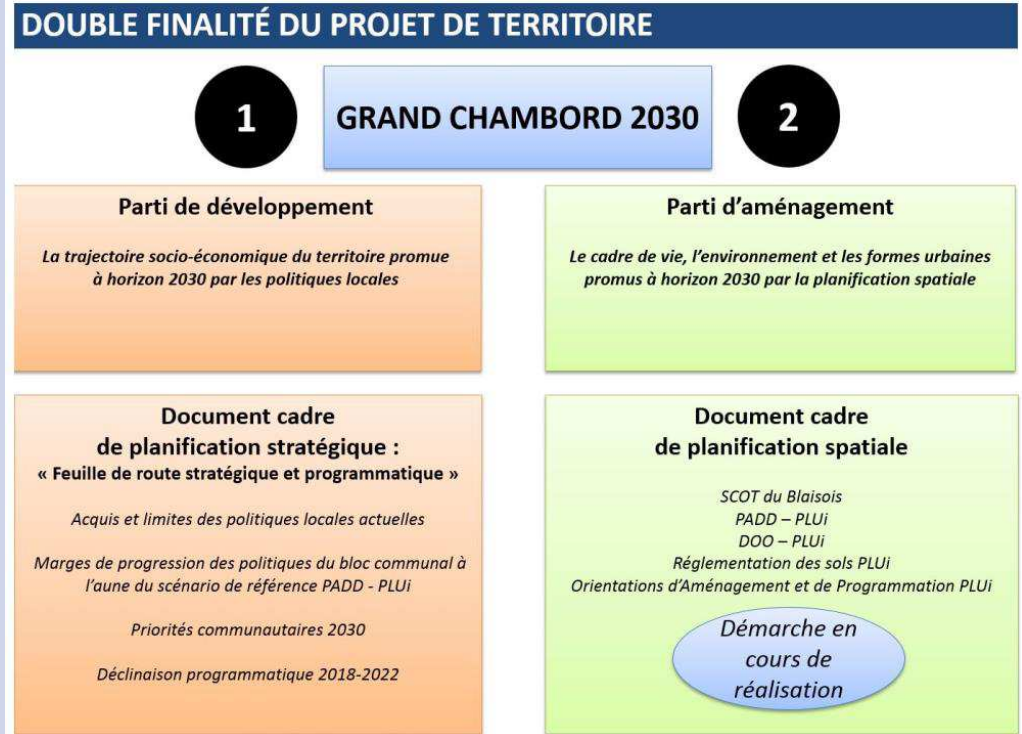 DOUBLE FINALITÉ DU PROJET DE TERRITOIRE
1
GRAND CHAMBORD 2030
2
Parti de développement
La trajectoire socio-économique du territoire promue
à horizon 2030 par les politiques locales
Parti d'aménagement
Le cadre de vie, l'environnement et les formes urbaines
promus à horizon 2030 par la planification spatiale
Document cadre
de planification stratégique :
« Feuille de route stratégique et programmatique »
Acquis et limites des politiques locales actuelles
Marges de progression des politiques du bloc communal à
l'aune du scénario de référence PADD - PLUi
Priorités communautaires 2030
Déclinaison programmatique 2018-2022
Document cadre
de planification spatiale
SCOT du Blaisois
PADD – PLUi
DOO – PLUi
Réglementation des sols PLUi
Orientations d'Aménagement et de Programmation PLUi
Démarche en
cours de
réalisation